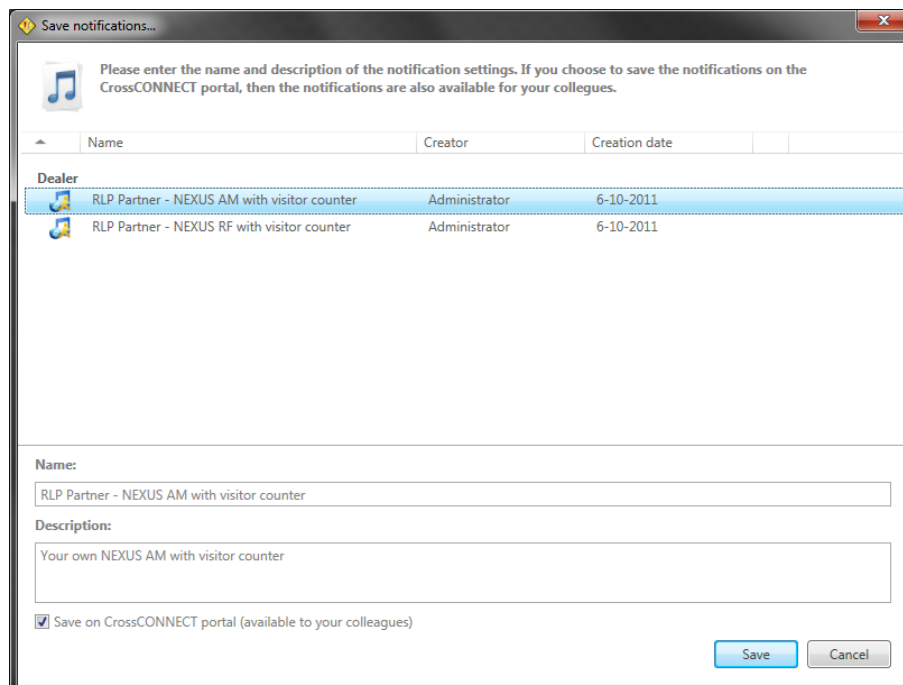 Save notifications...
Please enter the name and description of the notification settings. If you choose to save the notifications on the
CrossCONNECT portal, then the notifications are also available for your collegues.
Name Creator Creation date
Dealer
RLP Partner - NEXUS AM with visitor counter Administrator 6-10-2011
RLP Partner - NEXUS RF with visitor counter Administrator 6-10-2011
Name:
RLP Partner - NEXUS AM with visitor counter
Description:
Your own NEXUS AM with visitor counter
Save on CrossCONNECT portal (available to your colleagues)
Save Cancel